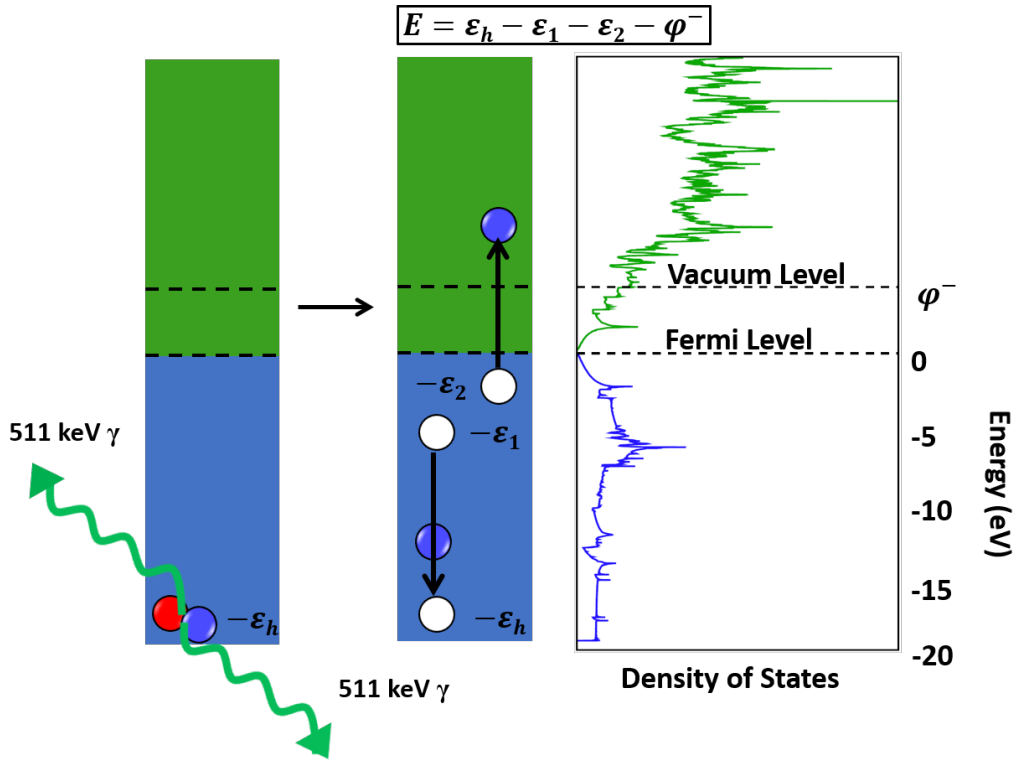 E = εₕ − ε₁ − ε₂ − φ⁻
Vacuum Level
φ⁻
Fermi Level
0
−ε₂
511 keV γ
−ε₁
-5
-10
-15
-20
Energy (eV)
−εₕ
−εₕ
511 keV γ
Density of States